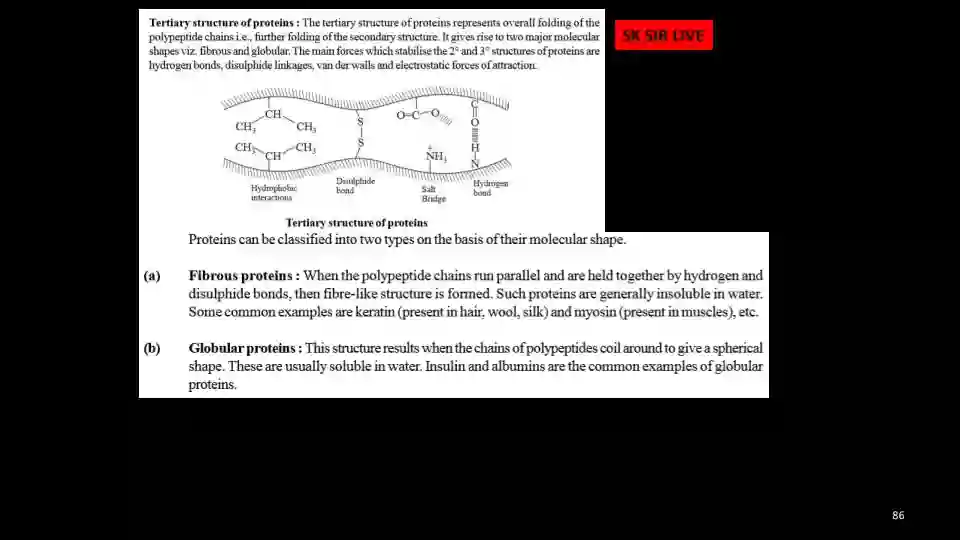 Tertiary structure of proteins : The tertiary structure of proteins represents overall folding of the
polypeptide chains i.e., further folding of the secondary structure. It gives rise to two major molecular
shapes viz. fibrous and globular. The main forces which stabilise the 2° and 3° structures of proteins are
hydrogen bonds, disulphide linkages, van der walls and electrostatic forces of attraction.
SK SIR LIVE
CH
CH3 CH3
CH3 CH3
CH
S
S
O=C O
+
NH3
C
O
H
N
Hydrophobic
interactions
Disulphide
bond
Salt
Bridge
Hydrogen
bond
Tertiary structure of proteins
Proteins can be classified into two types on the basis of their molecular shape.
(a) Fibrous proteins : When the polypeptide chains run parallel and are held together by hydrogen and
disulphide bonds, then fibre-like structure is formed. Such proteins are generally insoluble in water.
Some common examples are keratin (present in hair, wool, silk) and myosin (present in muscles), etc.
(b) Globular proteins : This structure results when the chains of polypeptides coil around to give a spherical
shape. These are usually soluble in water. Insulin and albumins are the common examples of globular
proteins.
86